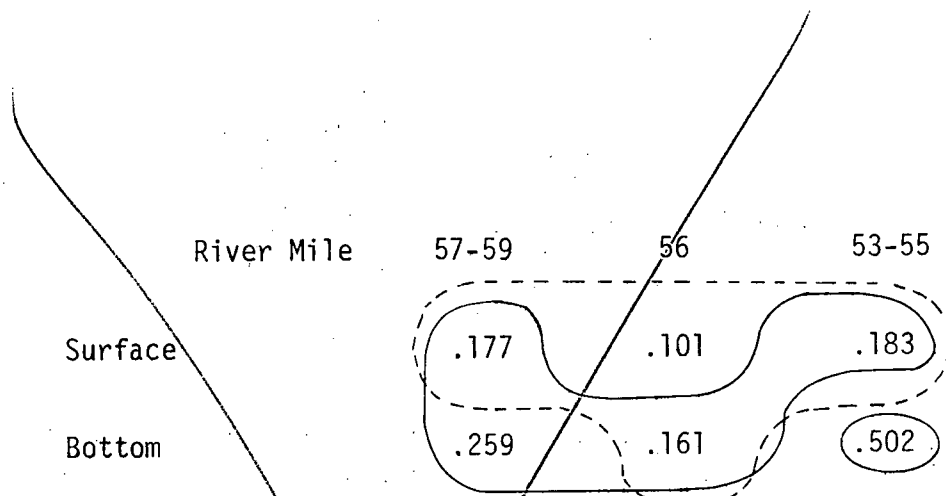 River Mile 57-59 56 53-55
Surface .177 .101 .183
Bottom .259 .161 .502